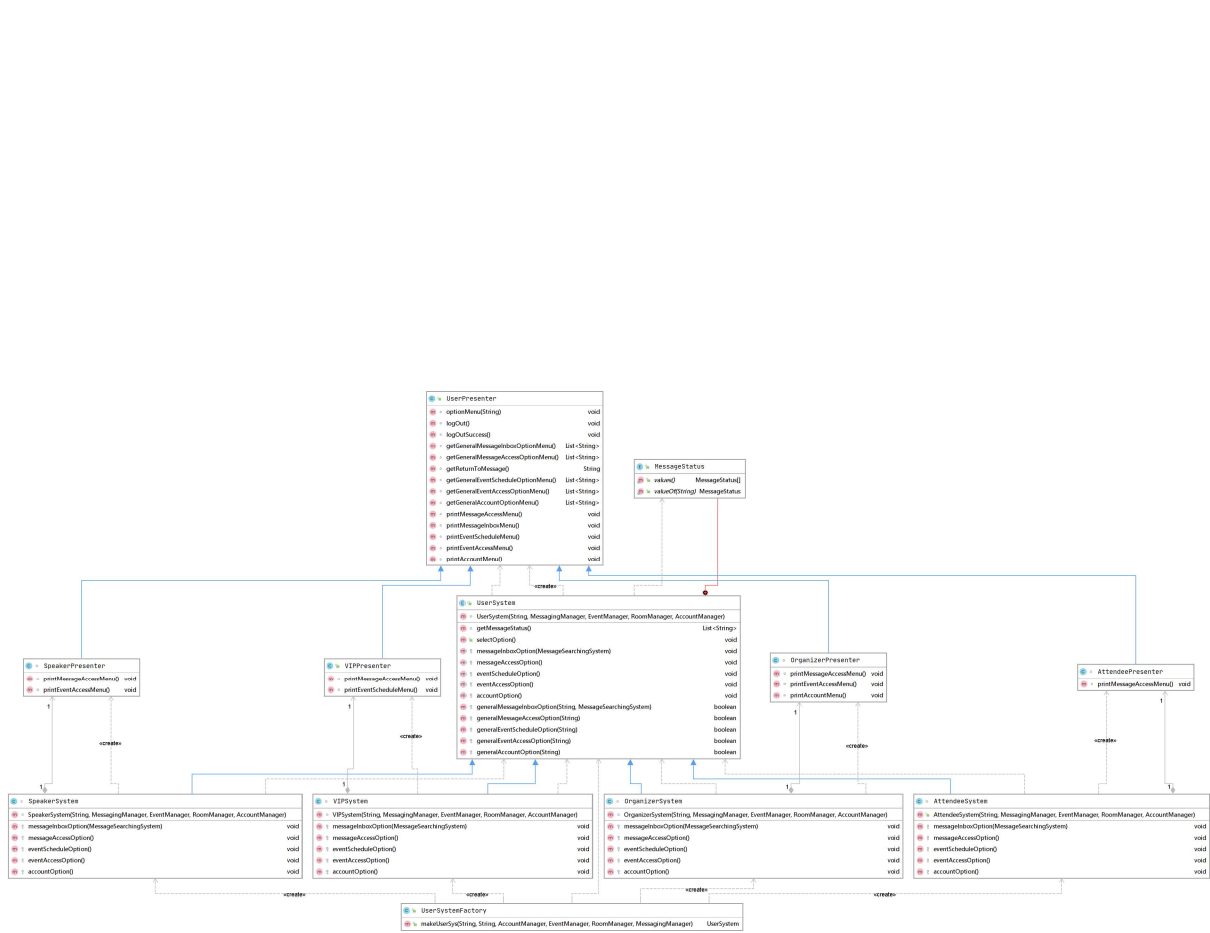 UserPresenter
optionMenu(String) void
logOut() void
logOutSuccess() void
getGeneralMessageInboxOptionMenu() List<String>
getGeneralMessageAccessOptionMenu() List<String>
getReturnToMessage() String
getGeneralEventScheduleOptionMenu() List<String>
getGeneralEventAccessOptionMenu() List<String>
getGeneralAccountOptionMenu() List<String>
printMessageAccessMenu() void
printMessageInboxMenu() void
printEventScheduleMenu() void
printEventAccessMenu() void
printAccountMenu() void
MessageStatus
values() MessageStatus[]
valueOf(String) MessageStatus
«create»
UserSystem
UserSystem(String, MessagingManager, EventManager, RoomManager, AccountManager)
getMessageStatus() List<String>
selectOption() void
messageInboxOption(MessageSearchingSystem) void
messageAccessOption() void
eventScheduleOption() void
eventAccessOption() void
accountOption() void
generalMessageInboxOption(String, MessageSearchingSystem) boolean
generalMessageAccessOption(String) boolean
generalEventScheduleOption(String) boolean
generalEventAccessOption(String) boolean
generalAccountOption(String) boolean
SpeakerPresenter
printMessageAccessMenu() void
printEventAccessMenu() void
VIPPresenter
printMessageAccessMenu() void
printEventScheduleMenu() void
OrganizerPresenter
printMessageAccessMenu() void
printEventAccessMenu() void
printAccountMenu() void
AttendeePresenter
printMessageAccessMenu() void
1
1
1
1
«create»
«create»
«create»
«create»
1
1
1
1
SpeakerSystem
SpeakerSystem(String, MessagingManager, EventManager, RoomManager, AccountManager)
messageInboxOption(MessageSearchingSystem) void
messageAccessOption() void
eventScheduleOption() void
eventAccessOption() void
accountOption() void
VIPSystem
VIPSystem(String, MessagingManager, EventManager, RoomManager, AccountManager)
messageInboxOption(MessageSearchingSystem) void
messageAccessOption() void
eventScheduleOption() void
eventAccessOption() void
accountOption() void
OrganizerSystem
OrganizerSystem(String, MessagingManager, EventManager, RoomManager, AccountManager)
messageInboxOption(MessageSearchingSystem) void
messageAccessOption() void
eventScheduleOption() void
eventAccessOption() void
accountOption() void
AttendeeSystem
AttendeeSystem(String, MessagingManager, EventManager, RoomManager, AccountManager)
messageInboxOption(MessageSearchingSystem) void
messageAccessOption() void
eventScheduleOption() void
eventAccessOption() void
accountOption() void
«create»
«create»
«create»
«create»
UserSystemFactory
makeUserSys(String, String, AccountManager, EventManager, RoomManager, MessagingManager) UserSystem